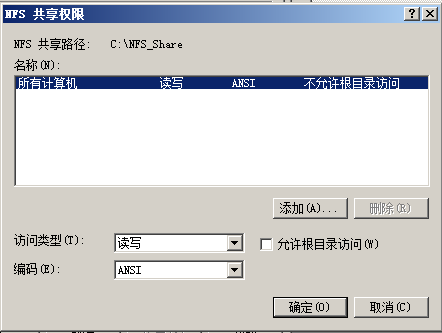 NFS 共享权限
NFS 共享路径: C:\NFS_Share
名称(N):
所有计算机 读写 ANSI 不允许根目录访问
添加(A)... 删除(R)
访问类型(T): 读写 允许根目录访问(W)
编码(E): ANSI
确定(O) 取消(C)